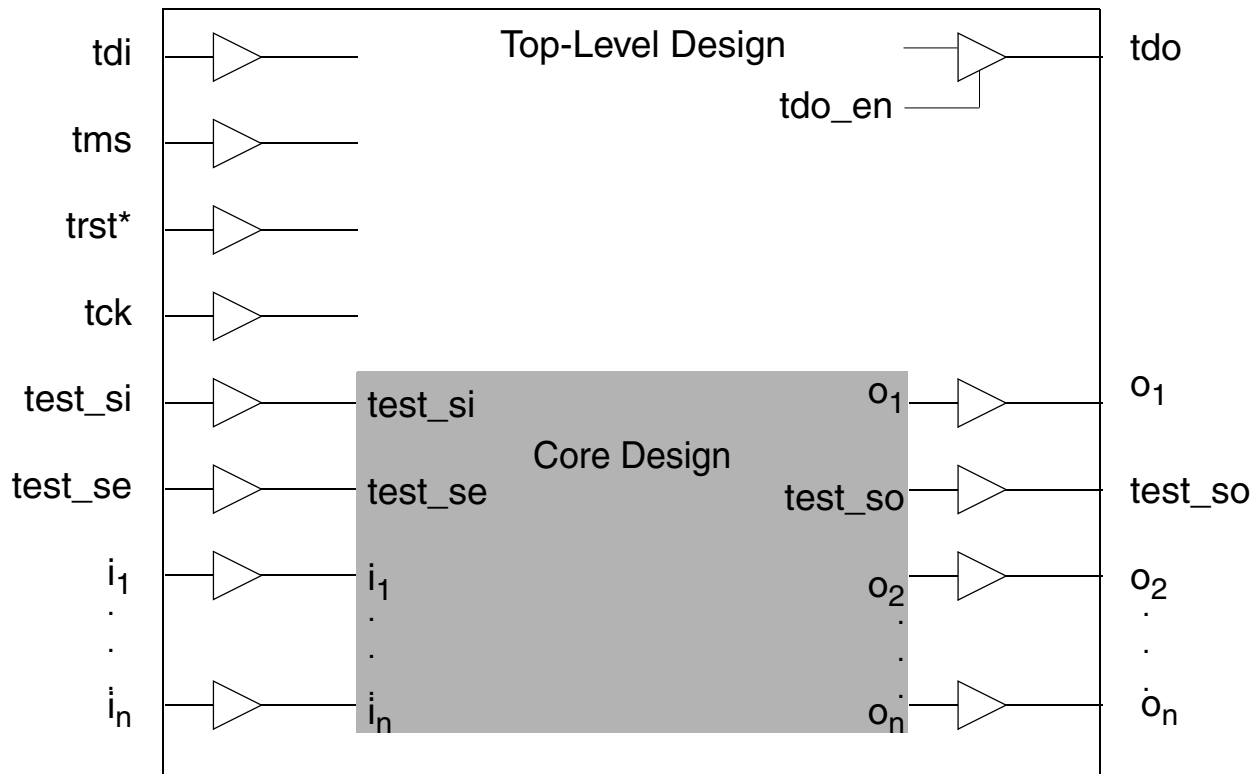 tdi
Top-Level Design
tdo
tdo_en
tms
trst*
tck
test_si
test_si
o1
o1
Core Design
test_se
test_se
test_so
test_so
i1
i1
o2
o2
.
.
.
.
.
.
.
.
.
.
.
.
in
in
on
on